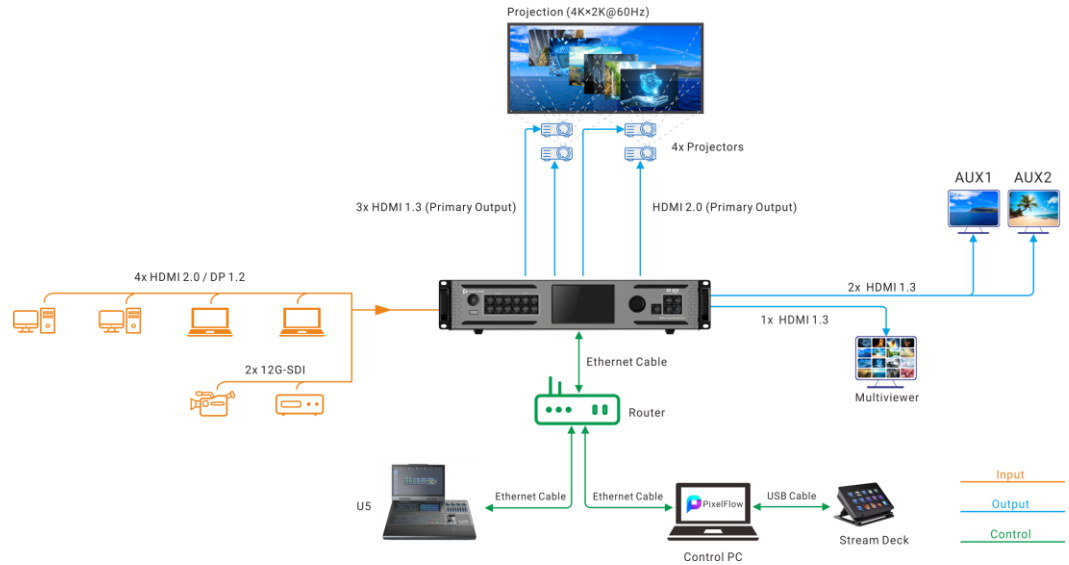 Projection (4K×2K@60Hz)
4x Projectors
AUX1
AUX2
3x HDMI 1.3 (Primary Output)
HDMI 2.0 (Primary Output)
4x HDMI 2.0 / DP 1.2
2x HDMI 1.3
1x HDMI 1.3
Ethernet Cable
2x 12G-SDI
Multiviewer
Router
U5
Ethernet Cable
Ethernet Cable
PixelFlow
USB Cable
Control PC
Stream Deck
Input
Output
Control